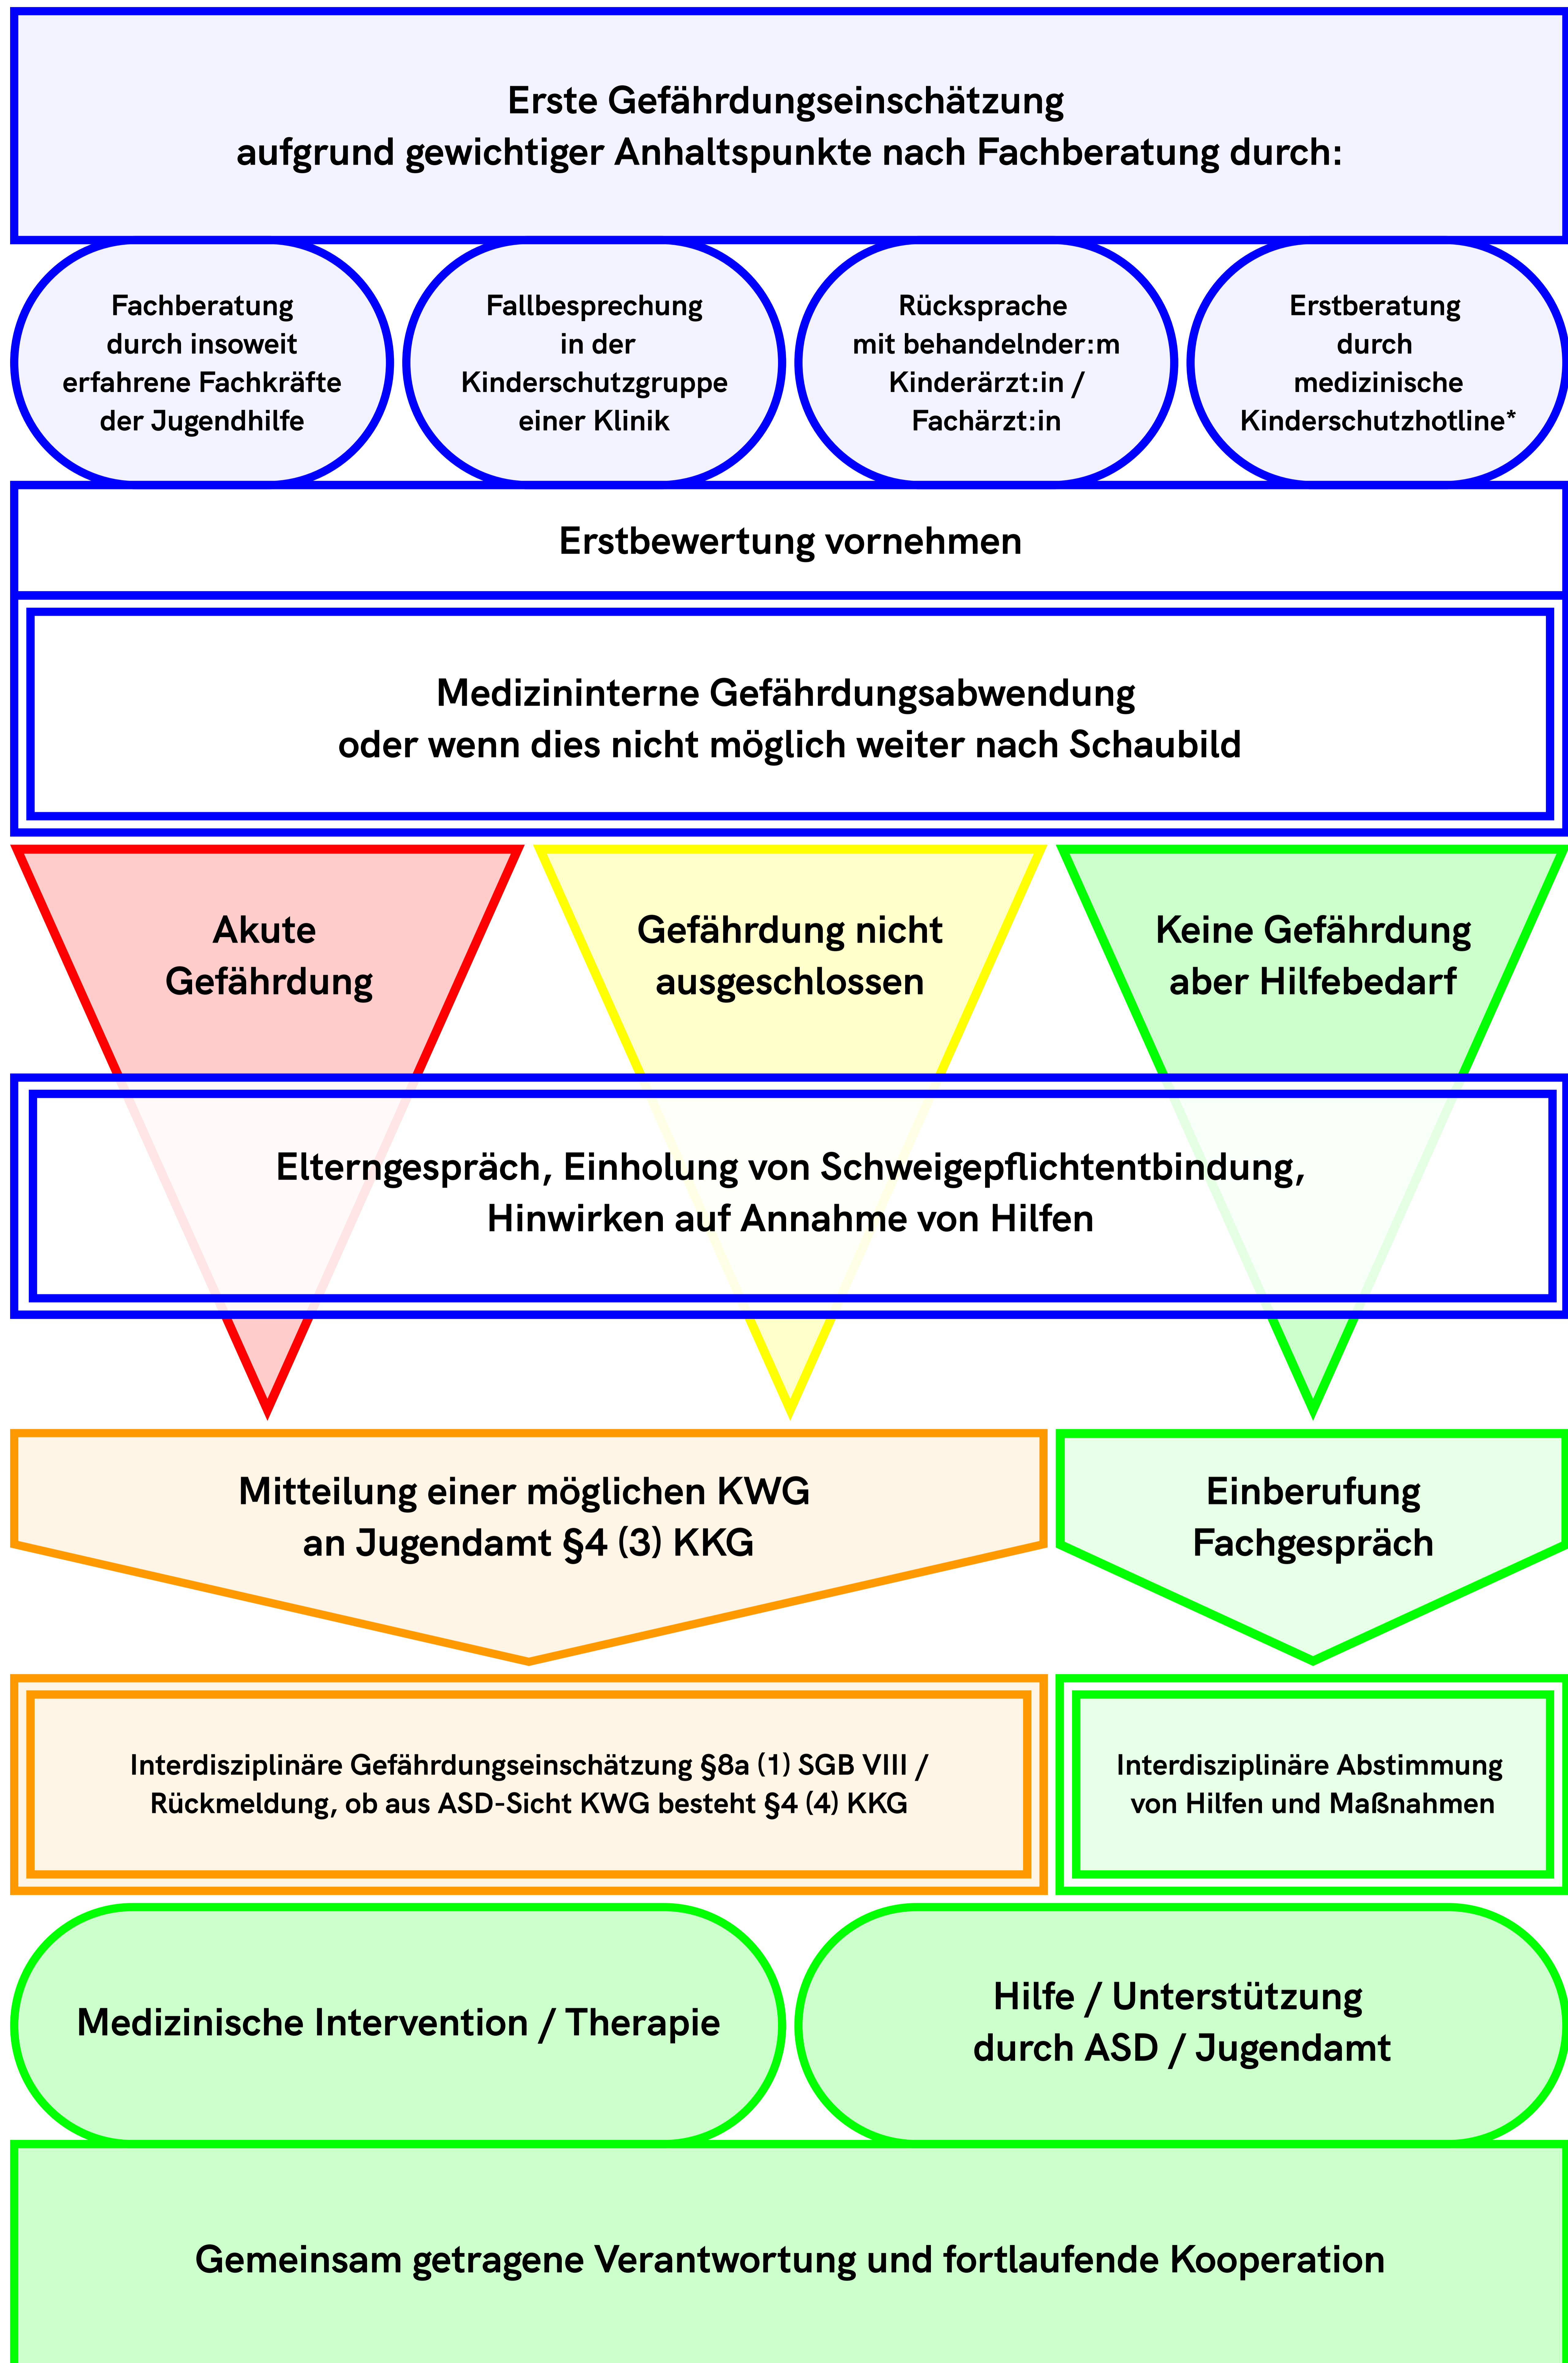 Erste Gefährdungseinschätzung
aufgrund gewichtiger Anhaltspunkte nach Fachberatung durch:
Fachberatung
durch insoweit
erfahrene Fachkräfte
der Jugendhilfe
Fallbesprechung
in der
Kinderschutzgruppe
einer Klinik
Rücksprache
mit behandelnder:m
Kinderärzt:in /
Fachärzt:in
Erstberatung
durch
medizinische
Kinderschutzhotline*
Erstbewertung vornehmen
Medizininterne Gefährdungsabwendung
oder wenn dies nicht möglich weiter nach Schaubild
Akute
Gefährdung
Gefährdung nicht
ausgeschlossen
Keine Gefährdung
aber Hilfebedarf
Elterngespräch, Einholung von Schweigepflichtentbindung,
Hinwirken auf Annahme von Hilfen
Mitteilung einer möglichen KWG
an Jugendamt §4 (3) KKG
Einberufung
Fachgespräch
Interdisziplinäre Gefährdungseinschätzung §8a (1) SGB VIII /
Rückmeldung, ob aus ASD-Sicht KWG besteht §4 (4) KKG
Interdisziplinäre Abstimmung
von Hilfen und Maßnahmen
Medizinische Intervention / Therapie
Hilfe / Unterstützung
durch ASD / Jugendamt
Gemeinsam getragene Verantwortung und fortlaufende Kooperation